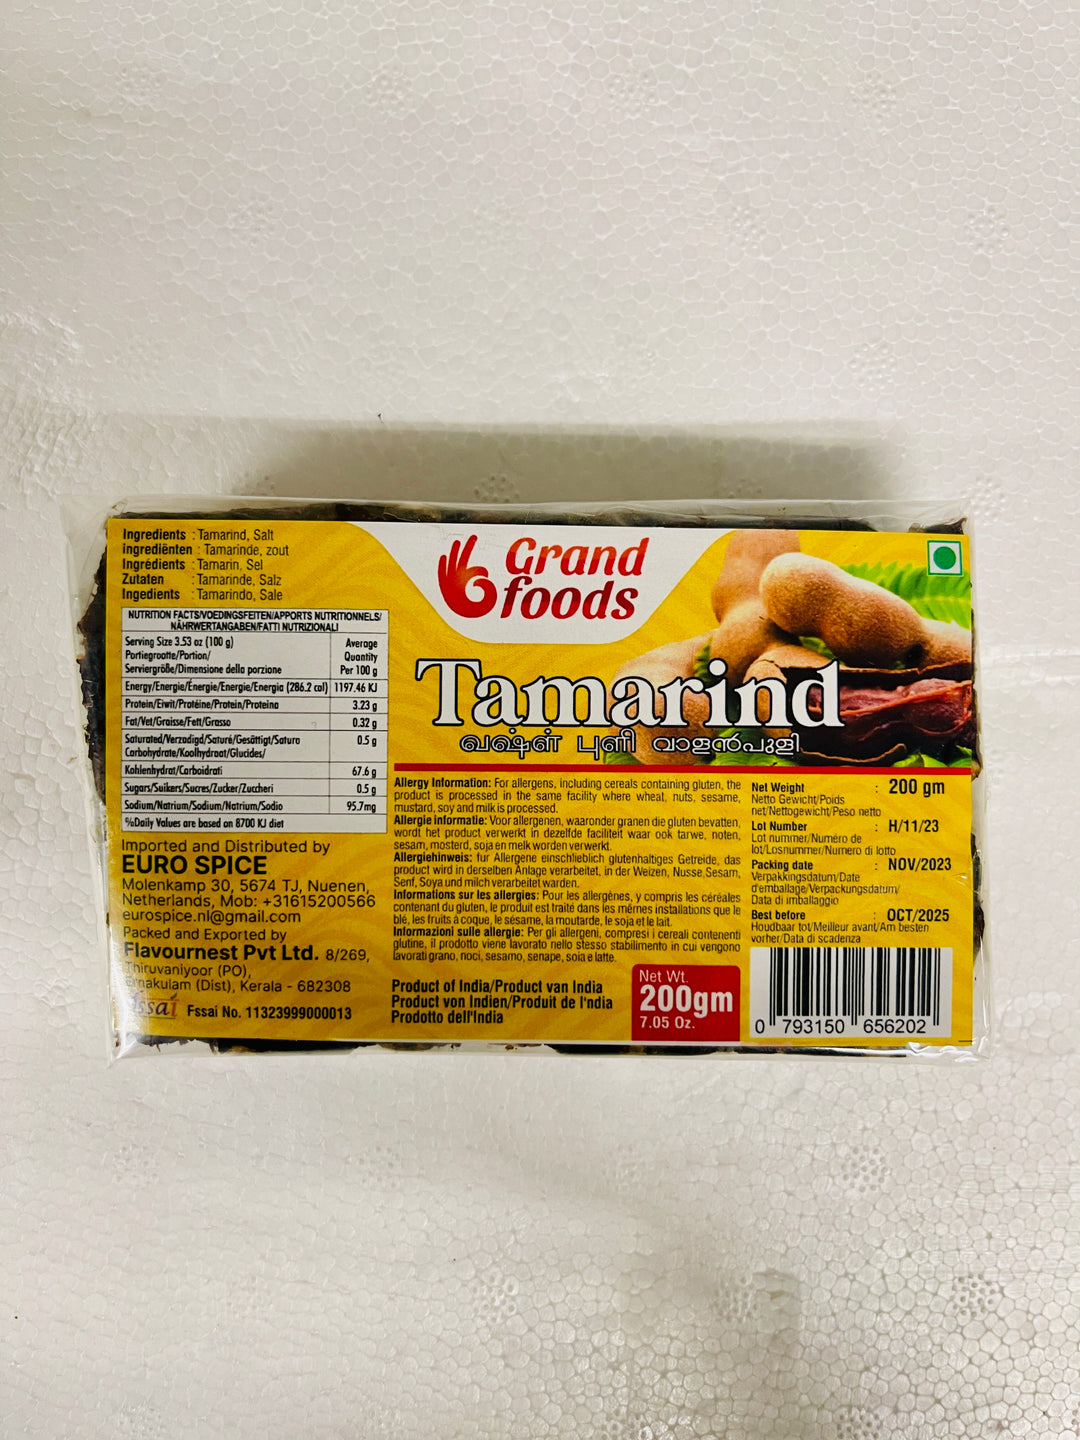 Ingredients : Tamarind, Salt
ingrediënten : Tamarinde, zout
Ingrédients : Tamarin, Sel
Zutaten : Tamarinde, Salz
Ingedients : Tamarindo, Sale
NUTRITION FACTS/VOEDINGSFEITEN/APPORTS NUTRITIONNELS/
NÄHRWERTANGABEN/FATTI NUTRIZIONALI
Serving Size 3.53 oz (100 g)
Portiegrootte/Portion/
Serviergröße/Dimensione della porzione
Average
Quantity
Per 100 g
Energy/Energie/Énergie/Energie/Energia (286.2 cal) 1197.46 KJ
Protein/Eiwit/Protéine/Protein/Proteina 3.23 g
Fat/Vet/Graisse/Fett/Grasso 0.32 g
Saturated/Verzadigd/Saturé/Gesättigt/Saturo 0.5 g
Carbohydrate/Koolhydraat/Glucides/
Kohlenhydrat/Carboidrati 67.6 g
Sugars/Suikers/Sucres/Zucker/Zuccheri 0.5 g
Sodium/Natrium/Sodium/Natrium/Sodio 95.7mg
%Daily Values are based on 8700 KJ diet
Imported and Distributed by
EURO SPICE
Molenkamp 30, 5674 TJ, Nuenen,
Netherlands, Mob: +31615200566
eurospice.nl@gmail.com
Packed and Exported by
Flavournest Pvt Ltd. 8/269,
Thiruvaniyoor (PO),
Ernakulam (Dist), Kerala - 682308
fssai Fssai No. 11323999000013
Grand
foods
Tamarind
வஷ்ள் புளி വാളൻപുളി
Allergy Information: For allergens, including cereals containing gluten, the
product is processed in the same facility where wheat, nuts, sesame,
mustard, soy and milk is processed.
Allergie informatie: Voor allergenen, waaronder granen die gluten bevatten,
wordt het product verwerkt in dezelfde faciliteit waar ook tarwe, noten,
sesam, mosterd, soja en melk worden verwerkt.
Allergiehinweis: fur Allergene einschlieblich glutenhaltiges Getreide, das
product wird in derselben Anlage verarbeitet, in der Weizen, Nusse, Sesam,
Senf, Soya und milch verarbeitet warden.
Informations sur les allergies: Pour les allergènes, y compris les céréales
contenant du gluten, le produit est traité dans les mêmes installations que le
blé, les fruits à coque, le sésame, la moutarde, le soja et le lait.
Informazioni sulle allergie: Per gli allergeni, compresi i cereali contenenti
glutine, il prodotto viene lavorato nello stesso stabilimento in cui vengono
lavorati grano, noci, sesamo, senape, soia e latte.
Product of India/Product van India
Product von Indien/Produit de l'ndia
Prodotto dell'India
Net Wt.
200gm
7.05 Oz.
Net Weight : 200 gm
Netto Gewicht/Poids
net/Nettogewicht/Peso netto
Lot Number : H/11/23
Lot nummer/Numéro de
lot/Losnummer/Numero di lotto
Packing date : NOV/2023
Verpakkingsdatum/Date
d'emballage/Verpackungsdatum/
Data di imballaggio
Best before : OCT/2025
Houdbaar tot/Meilleur avant/Am besten
vorher/Data di scadenza
0 793150 656202